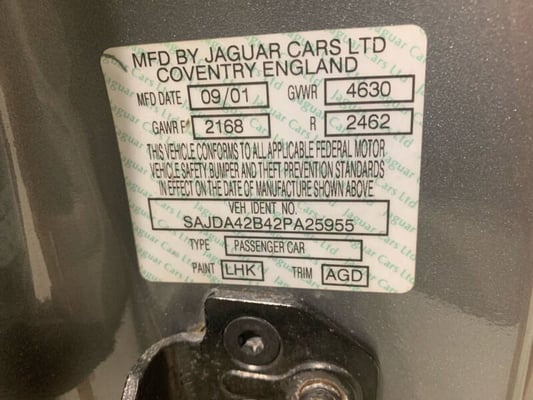 MFD BY JAGUAR CARS LTD
COVENTRY ENGLAND
MFD DATE 09/01 GVWR 4630
GAWR F 2168 R 2462
THIS VEHICLE CONFORMS TO ALL APPLICABLE FEDERAL MOTOR
VEHICLE SAFETY BUMPER AND THEFT PREVENTION STANDARDS
IN EFFECT ON THE DATE OF MANUFACTURE SHOWN ABOVE
VEH. IDENT. NO.
SAJDA42B42PA25955
TYPE PASSENGER CAR
PAINT LHK TRIM AGD